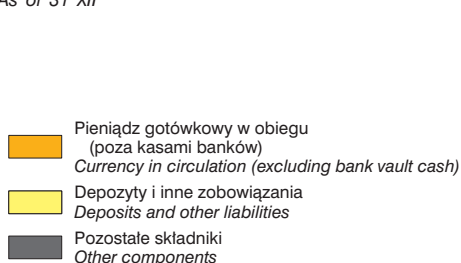 As of 31 XII
Pieniądz gotówkowy w obiegu
(poza kasami banków)
Currency in circulation (excluding bank vault cash)
Depozyty i inne zobowiązania
Deposits and other liabilities
Pozostałe składniki
Other components